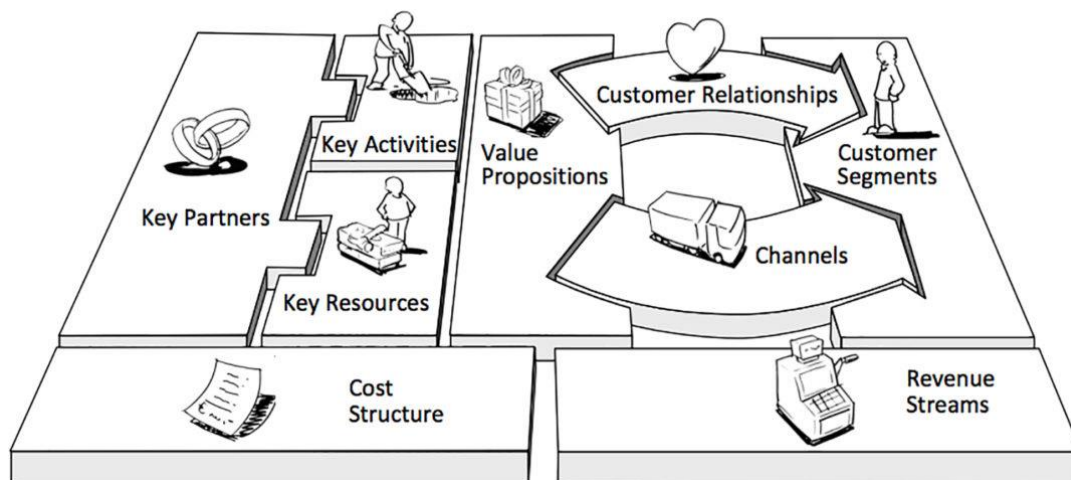 Key Partners
Key Activities
Key Resources
Value
Propositions
Customer Relationships
Channels
Customer
Segments
Cost
Structure
Revenue
Streams